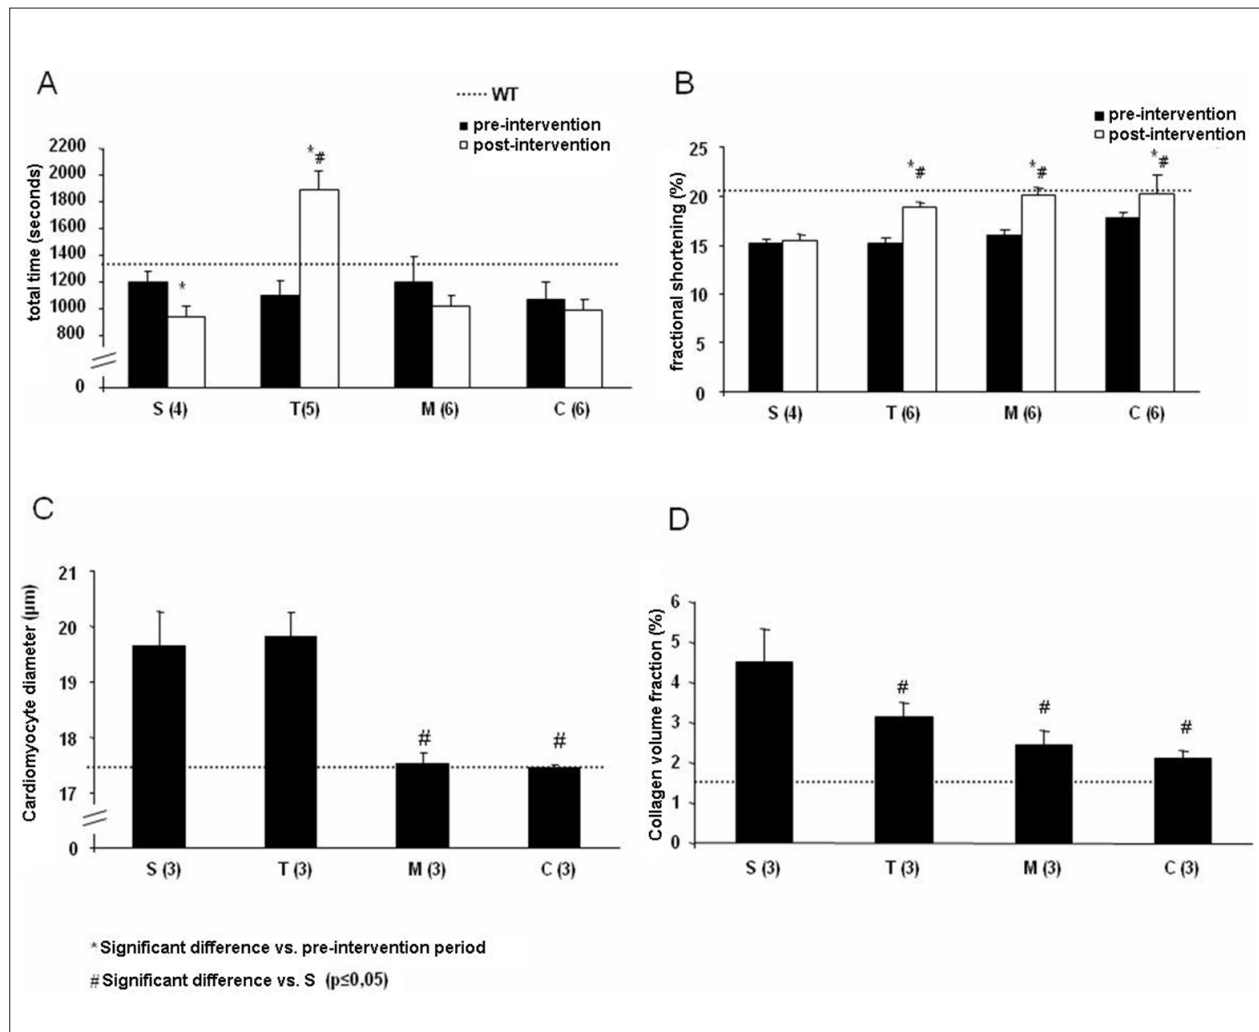 A
WT
pre-intervention
post-intervention
total time (seconds)
2200
2000
1800
1600
1400
1200
1000
800
0
*#
*
S (4)
T(5)
M (6)
C (6)
B
pre-intervention
post-intervention
fractional shortening (%)
25
20
15
10
5
0
*#
*#
*#
S (4)
T (6)
M (6)
C (6)
C
Cardiomyocyte diameter (µm)
21
20
19
18
17
0
#
#
S (3)
T (3)
M (3)
C (3)
D
Collagen volume fraction (%)
6
5
4
3
2
1
0
#
#
#
S (3)
T (3)
M (3)
C (3)
*Significant difference vs. pre-intervention period
#Significant difference vs. S (p≤0,05)